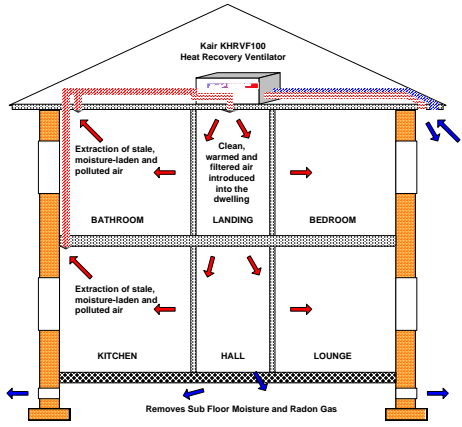 Kair KHRVF100
Heat Recovery Ventilator
Extraction of stale,
moisture-laden and
polluted air
Clean,
warmed and
filtered air
introduced
into the
dwelling
BATHROOM
LANDING
BEDROOM
Extraction of stale,
moisture-laden and
polluted air
KITCHEN
HALL
LOUNGE
Removes Sub Floor Moisture and Radon Gas